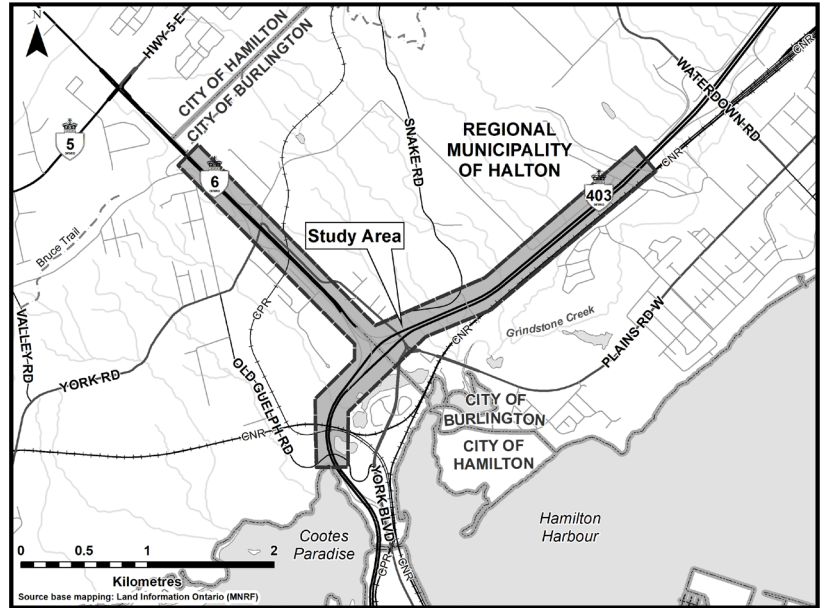 N
HWY-5-E
CITY OF HAMILTON
CITY OF BURLINGTON
5
6
SNAKE-RD
REGIONAL
MUNICIPALITY
OF HALTON
403
WATERDOWN-RD
CNR
CNR
Study Area
Bruce Trail
CPR
VALLEY-RD
YORK-RD
OLD-GUELPH-RD
CNR
CNR
Grindstone Creek
PLAINS-RD-W
CITY OF
BURLINGTON
CITY OF
HAMILTON
YORK-BLVD
CPR
CNR
Cootes
Paradise
Hamilton
Harbour
0 0.5 1 2
Kilometres
Source base mapping: Land Information Ontario (MNRF)